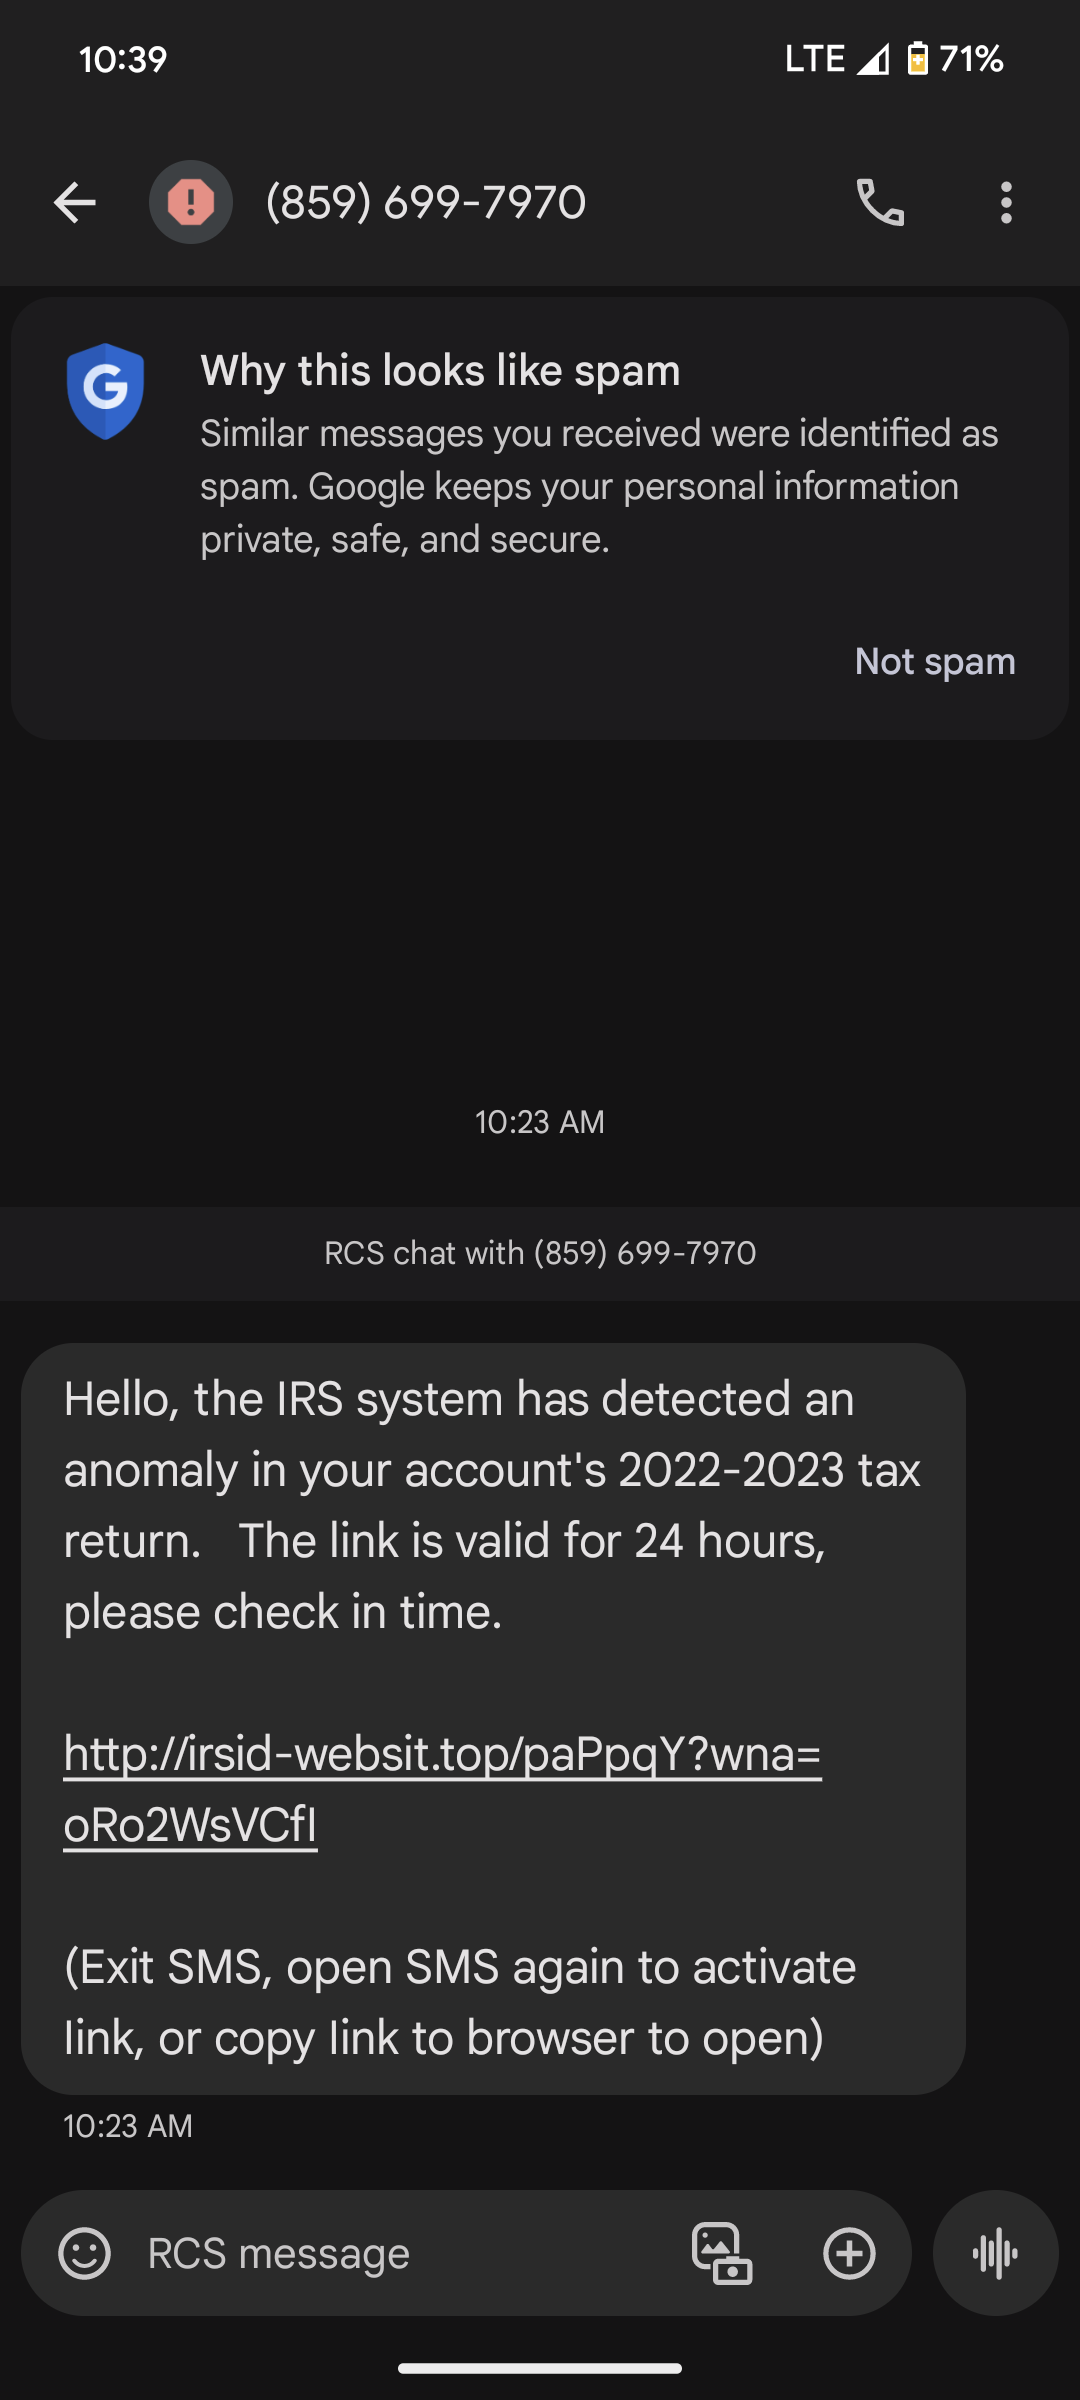 10:39 LTE 71%
(859) 699-7970
Why this looks like spam
Similar messages you received were identified as
spam. Google keeps your personal information
private, safe, and secure.
Not spam
10:23 AM
RCS chat with (859) 699-7970
Hello, the IRS system has detected an
anomaly in your account's 2022-2023 tax
return.   The link is valid for 24 hours,
please check in time.
http://irsid-websit.top/paPpqY?wna=
oRo2WsVCfI
(Exit SMS, open SMS again to activate
link, or copy link to browser to open)
10:23 AM
RCS message